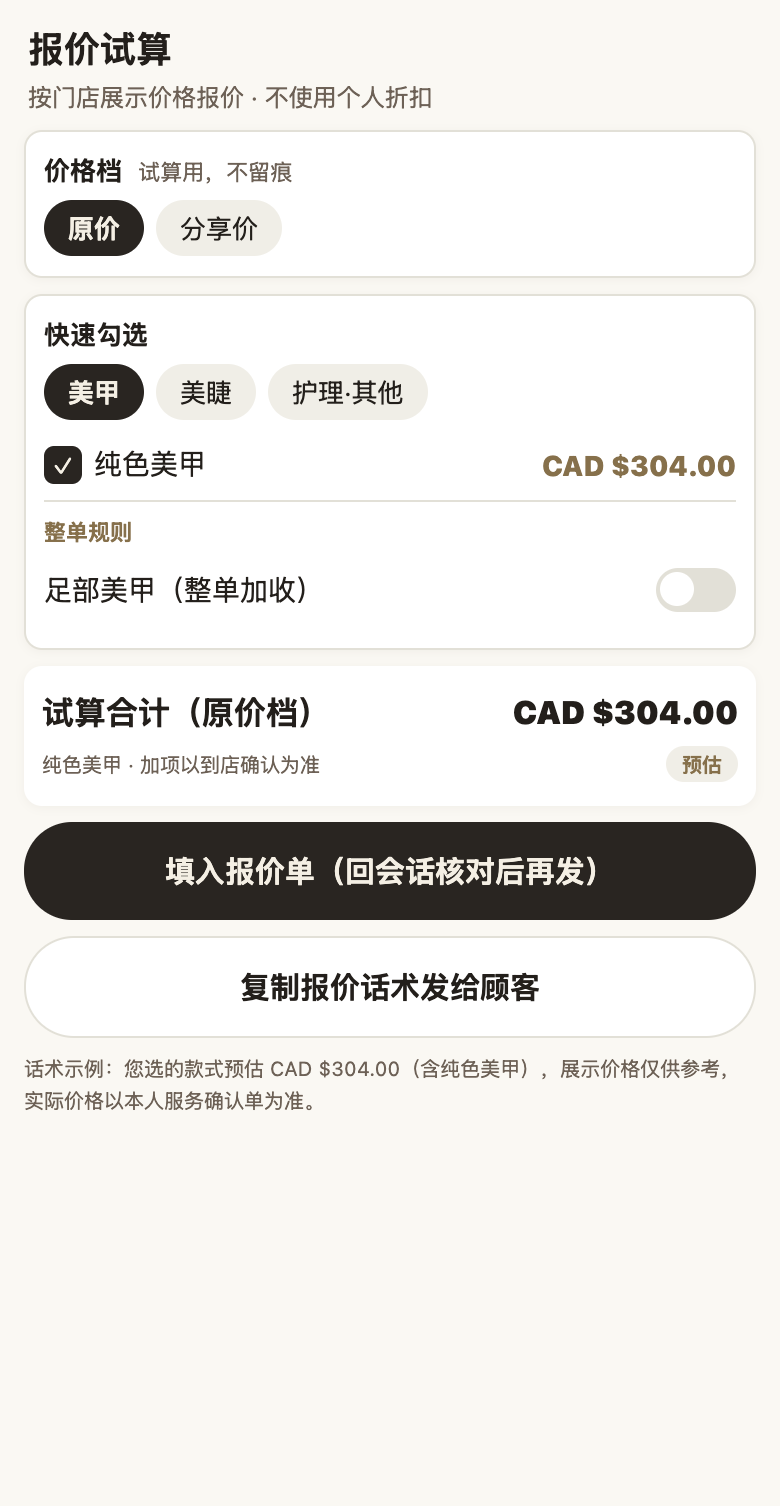 报价试算
按门店展示价格报价 · 不使用个人折扣
价格档 试算用，不留痕
原价 分享价
快速勾选
美甲 美睫 护理·其他
纯色美甲 CAD $304.00
整单规则
足部美甲（整单加收）
试算合计（原价档） CAD $304.00
纯色美甲 · 加项以到店确认为准 预估
填入报价单（回会话核对后再发）
复制报价话术发给顾客
话术示例：您选的款式预估 CAD $304.00（含纯色美甲），展示价格仅供参考，
实际价格以本人服务确认单为准。